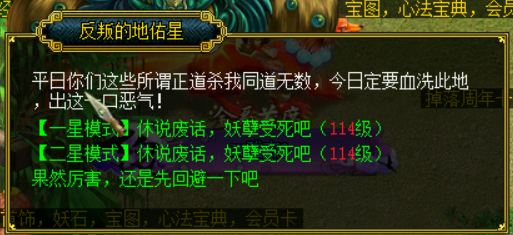 宝图，心法宝典，会员
反叛的地佑星
平日你们这些所谓正道杀我同道无数，今日定要血洗此地
，出这一口恶气！
掉落周年
【一星模式】休说废话，妖孽受死吧（114级）
【二星模式】休说废话，妖孽受死吧（114级）
果然厉害，还是先回避一下吧
首饰，妖石，宝图，心法宝典，会员卡